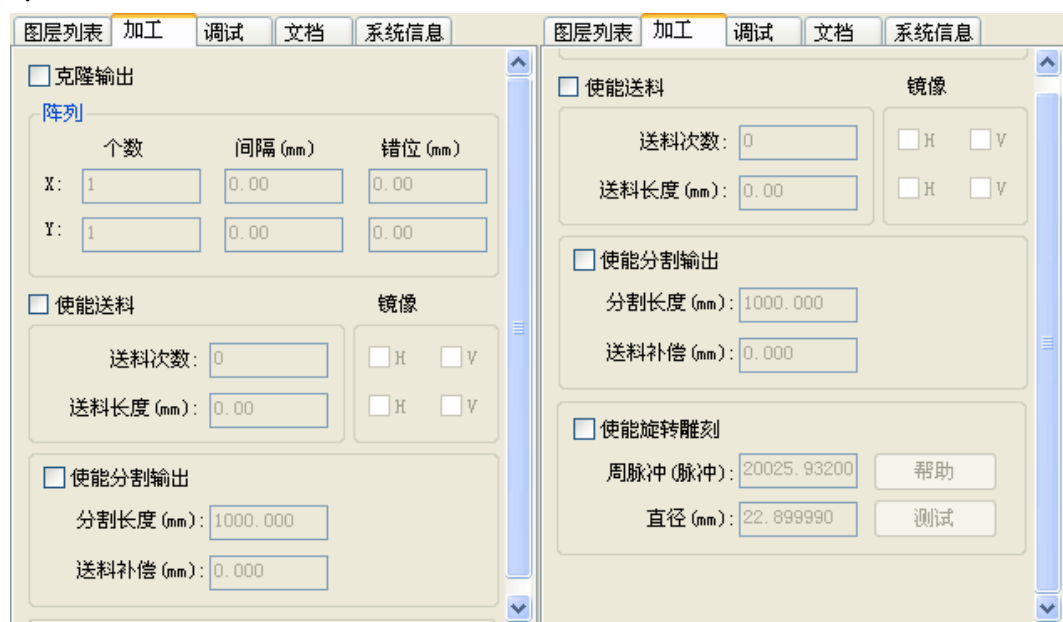 图层列表 加工 调试 文档 系统信息
克隆输出
阵列
个数 间隔(mm) 错位(mm)
X: 1 0.00 0.00
Y: 1 0.00 0.00
使能送料 镜像
送料次数: 0 H V
送料长度(mm): 0.00 H V
使能分割输出
分割长度(mm): 1000.000
送料补偿(mm): 0.000
图层列表 加工 调试 文档 系统信息
使能送料 镜像
送料次数: 0 H V
送料长度(mm): 0.00 H V
使能分割输出
分割长度(mm): 1000.000
送料补偿(mm): 0.000
使能旋转雕刻
周脉冲(脉冲): 20025.93200 帮助
直径(mm): 22.899990 测试